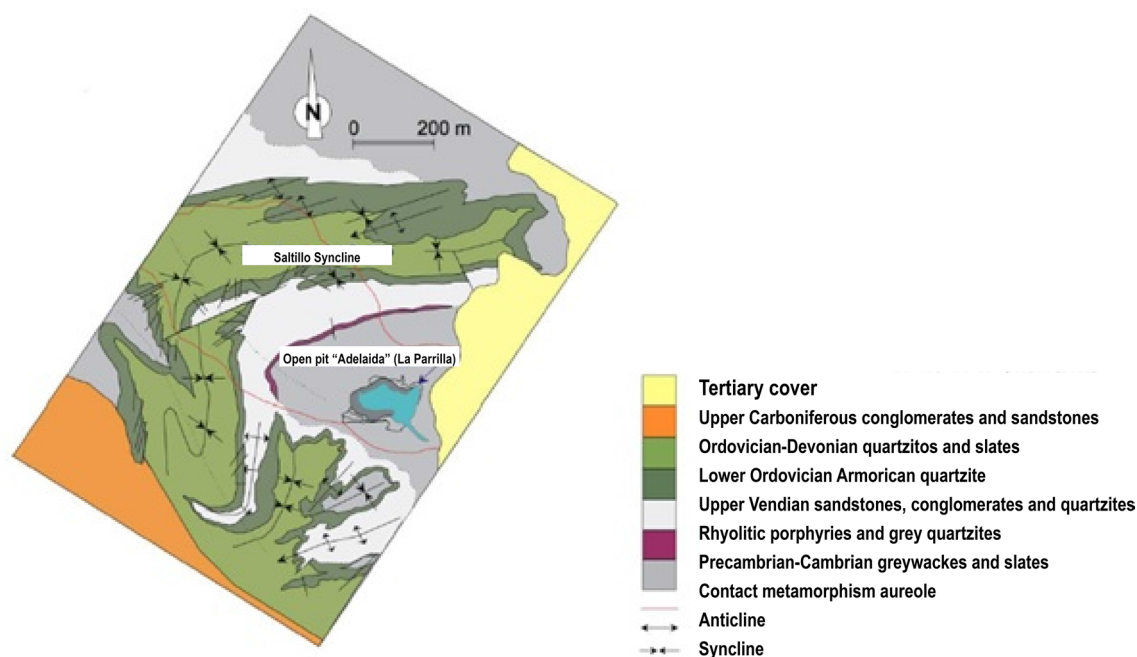 N
0 200 m
Saltillo Syncline
Open pit “Adelaida” (La Parrilla)
Tertiary cover
Upper Carboniferous conglomerates and sandstones
Ordovician-Devonian quartzitos and slates
Lower Ordovician Armorican quartzite
Upper Vendian sandstones, conglomerates and quartzites
Rhyolitic porphyries and grey quartzites
Precambrian-Cambrian greywackes and slates
Contact metamorphism aureole
Anticline
Syncline